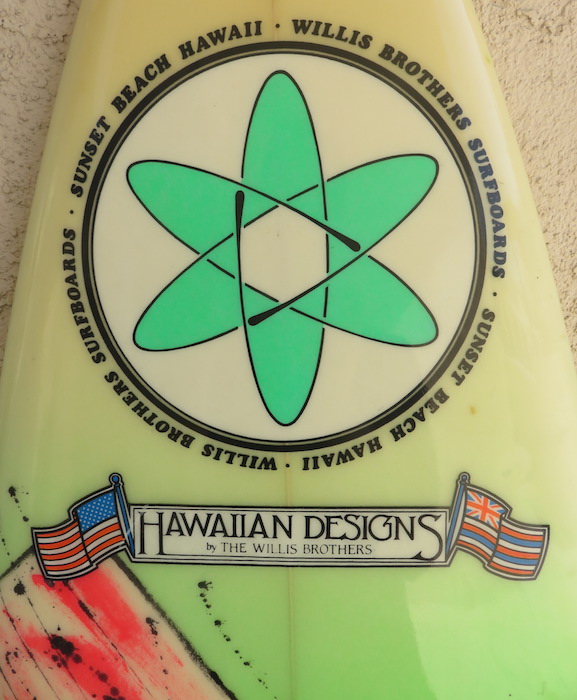 SUNSET BEACH HAWAII · WILLIS BROTHERS SURFBOARDS · SUNSET BEACH HAWAII · WILLIS BROTHERS SURFBOARDS ·
HAWAIIAN DESIGNS
by THE WILLIS BROTHERS